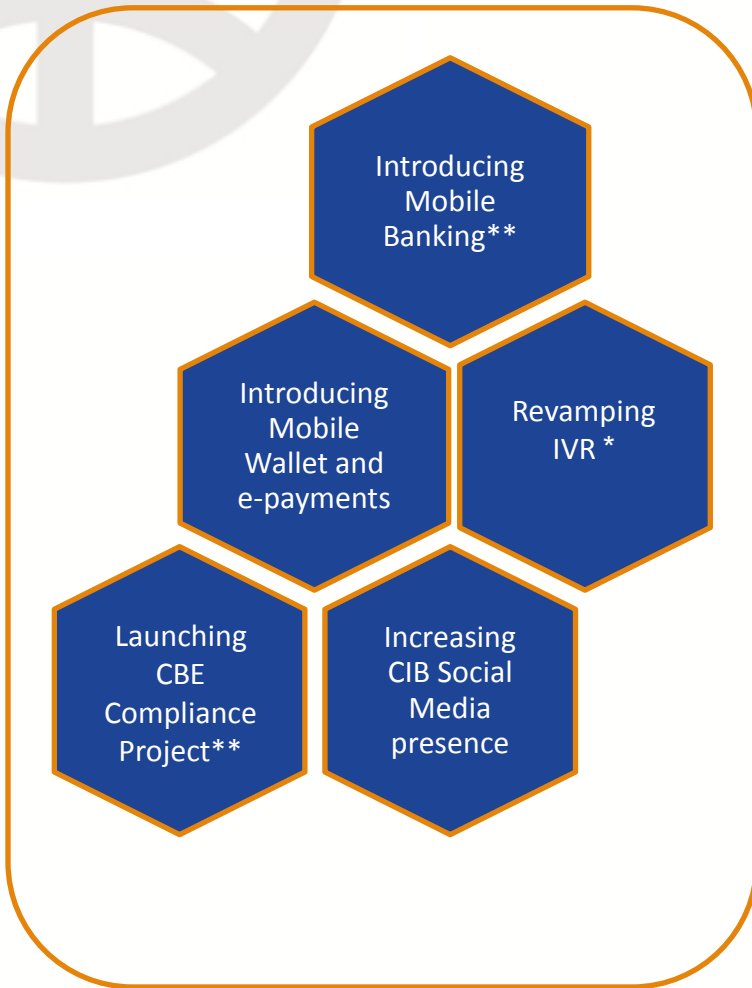 Introducing
Mobile
Banking**
Introducing
Mobile
Wallet and
e-payments
Revamping
IVR *
Launching
CBE
Compliance
Project**
Increasing
CIB Social
Media
presence